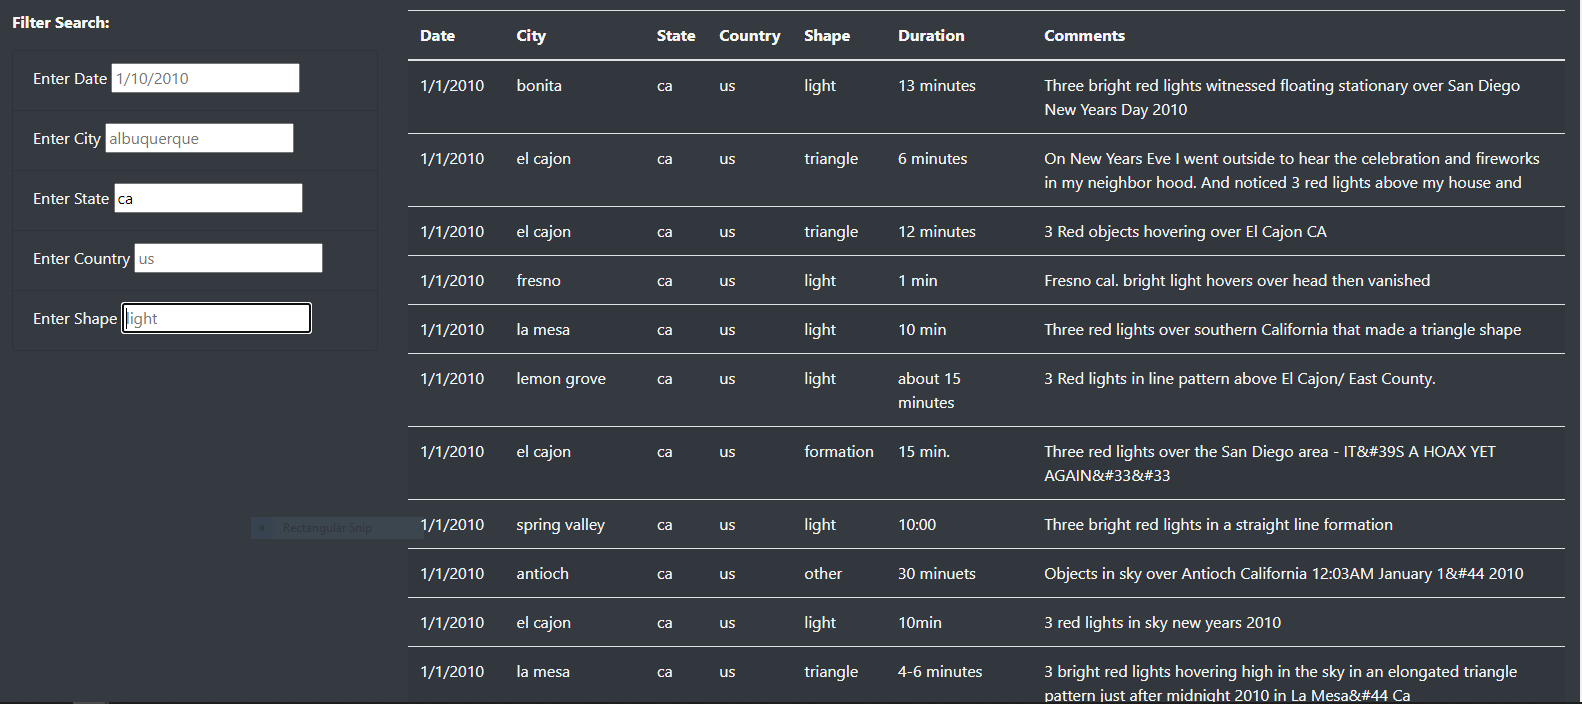 Filter Search:
Enter Date 1/10/2010
Enter City albuquerque
Enter State ca
Enter Country us
Enter Shape light
Rectangular Snip
Date City State Country Shape Duration Comments
1/1/2010 bonita ca us light 13 minutes Three bright red lights witnessed floating stationary over San Diego
New Years Day 2010
1/1/2010 el cajon ca us triangle 6 minutes On New Years Eve I went outside to hear the celebration and fireworks
in my neighbor hood. And noticed 3 red lights above my house and
1/1/2010 el cajon ca us triangle 12 minutes 3 Red objects hovering over El Cajon CA
1/1/2010 fresno ca us light 1 min Fresno cal. bright light hovers over head then vanished
1/1/2010 la mesa ca us light 10 min Three red lights over southern California that made a triangle shape
1/1/2010 lemon grove ca us light about 15 3 Red lights in line pattern above El Cajon/ East County.
minutes
1/1/2010 el cajon ca us formation 15 min. Three red lights over the San Diego area - IT&#39S A HOAX YET
AGAIN&#33&#33
1/1/2010 spring valley ca us light 10:00 Three bright red lights in a straight line formation
1/1/2010 antioch ca us other 30 minuets Objects in sky over Antioch California 12:03AM January 1&#44 2010
1/1/2010 el cajon ca us light 10min 3 red lights in sky new years 2010
1/1/2010 la mesa ca us triangle 4-6 minutes 3 bright red lights hovering high in the sky in an elongated triangle
pattern just after midnight 2010 in La Mesa&#44 Ca